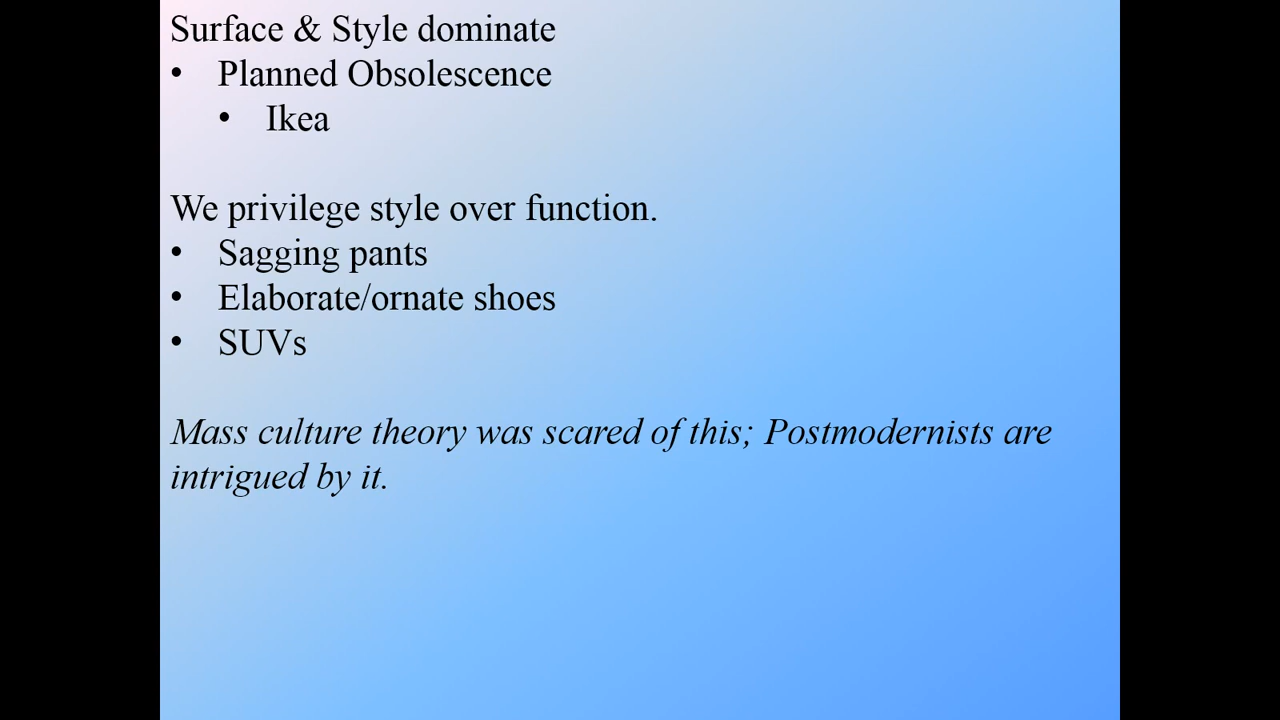 Surface & Style dominate
• Planned Obsolescence
• Ikea
We privilege style over function.
• Sagging pants
• Elaborate/ornate shoes
• SUVs
Mass culture theory was scared of this; Postmodernists are
intrigued by it.